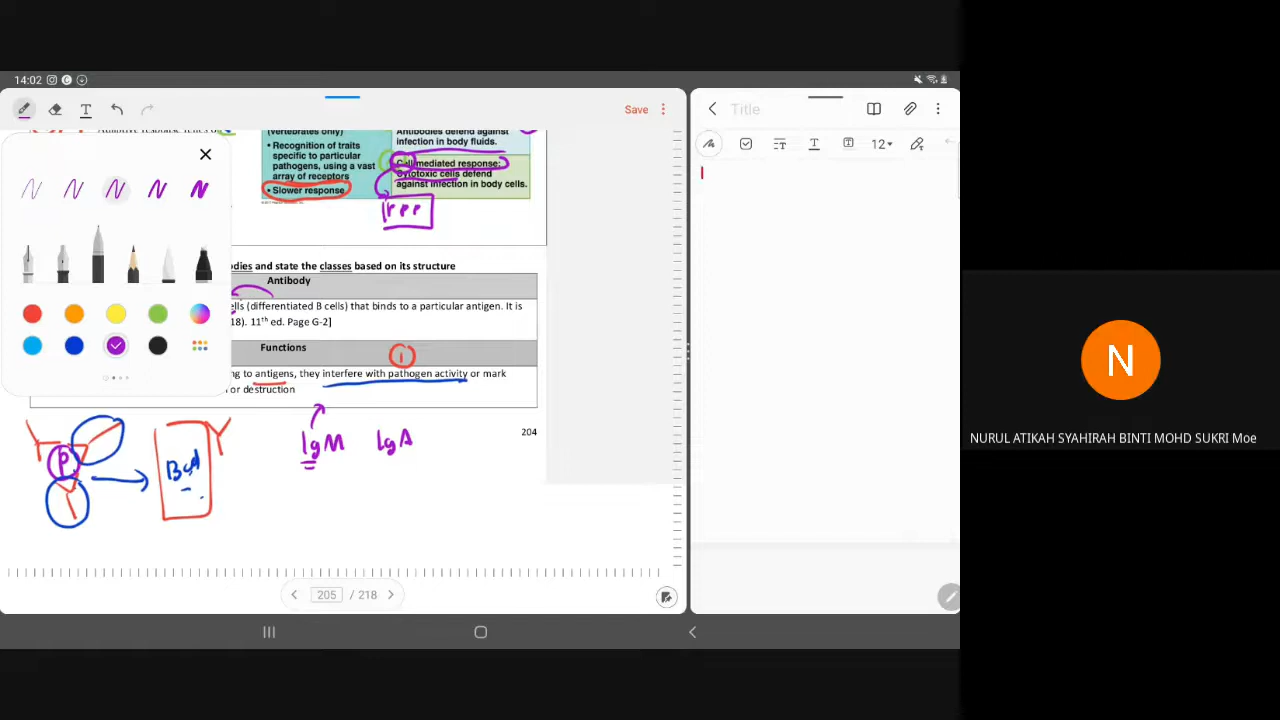 14:02
Save
Title
12
Adaptive response relies on
(vertebrates only)
• Recognition of traits
specific to particular
pathogens, using a vast
array of receptors
• Slower response
Antibodies defend against
infection in body fluids.
Cell-mediated response:
Cytotoxic cells defend
against infection in body cells.
odies and state the classes based on its structure
Antibody
ells (differentiated B cells) that binds to a particular antigen. It is
18). 11th ed. Page G-2]
Functions
1
ng to antigens, they interfere with pathogen activity or mark
or destruction
204
P
IgM IgA
205 / 218
N
NURUL ATIKAH SYAHIRAH BINTI MOHD SUKRI Moe